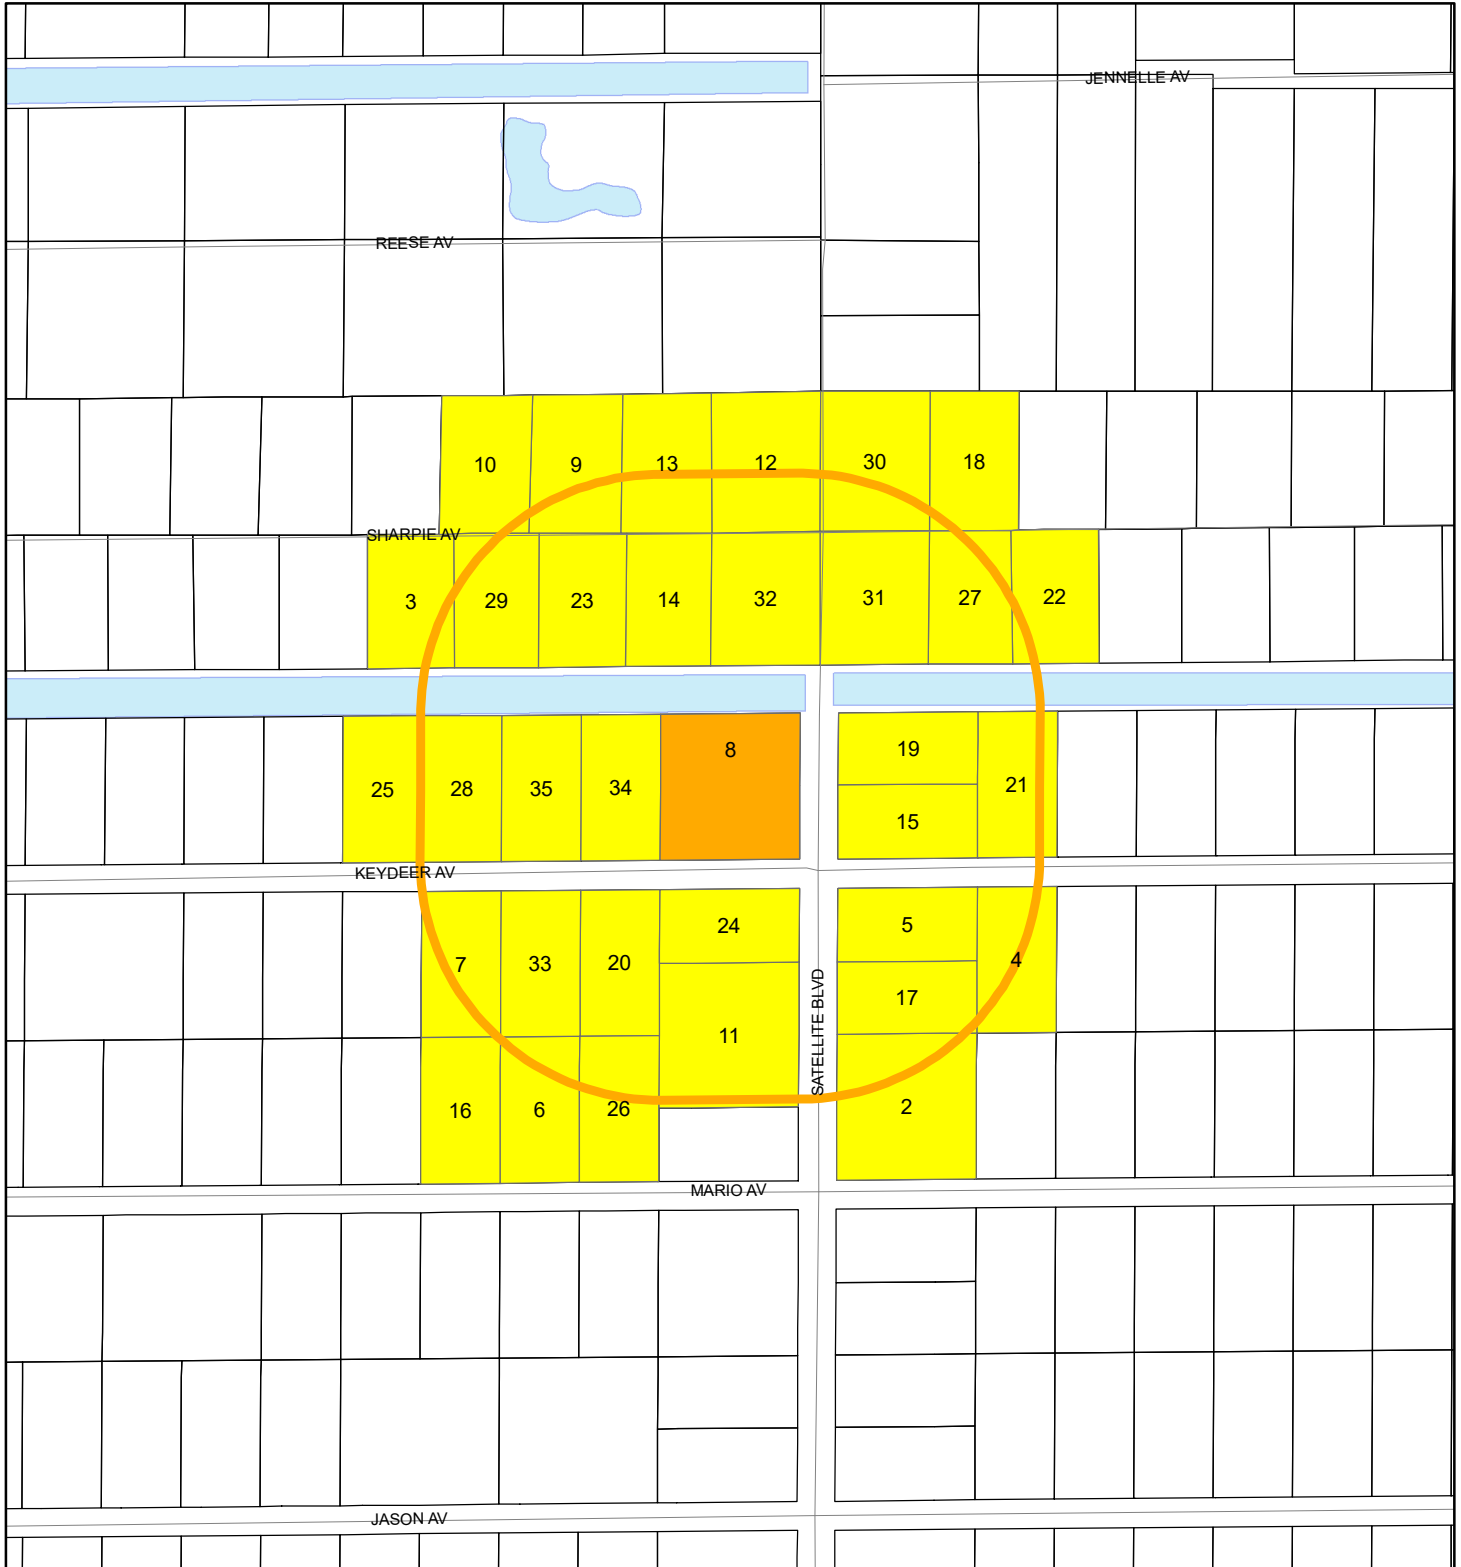 JENNELLE AV
REESE AV
10 9 13 12 30 18
SHARPIE AV
3 29 23 14 32 31 27 22
8 19
25 28 35 34 21
15
KEYDEER AV
24 5
7 33 20 4
17
11
SATELLITE BLVD
16 6 26 2
MARIO AV
JASON AV